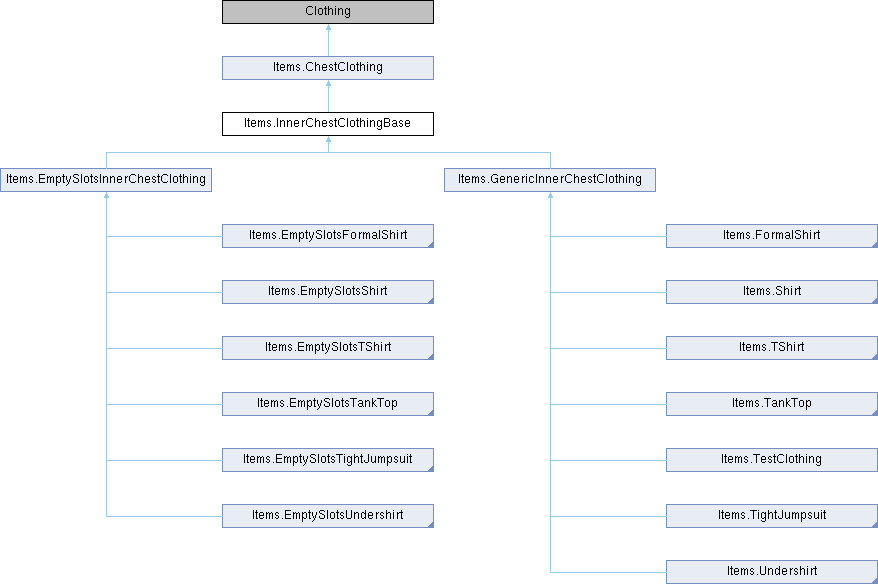 Clothing
Items.ChestClothing
Items.InnerChestClothingBase
Items.EmptySlotsInnerChestClothing
Items.GenericInnerChestClothing
Items.EmptySlotsFormalShirt
Items.FormalShirt
Items.EmptySlotsShirt
Items.Shirt
Items.EmptySlotsTShirt
Items.TShirt
Items.EmptySlotsTankTop
Items.TankTop
Items.EmptySlotsTightJumpsuit
Items.TestClothing
Items.EmptySlotsUndershirt
Items.TightJumpsuit
Items.Undershirt